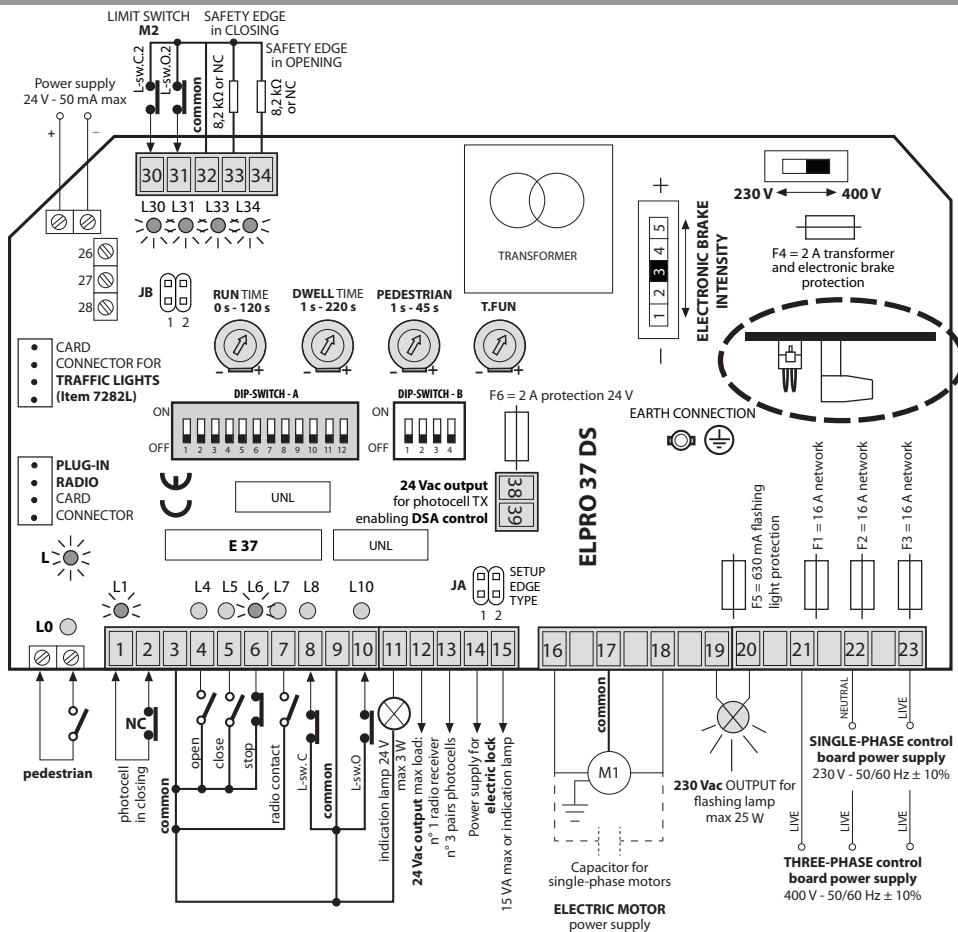 LIMIT SWITCH
M2
SAFETY EDGE
in CLOSING
SAFETY EDGE
in OPENING
Power supply
24 V - 50 mA max
+
–
L-sw.C.2
L-sw.O.2
common
8,2 kΩ or NC
8,2 kΩ
or NC
30 31 32 33 34
L30 L31 L33 L34
26
27
28
JB
1 2
RUN TIME
0 s - 120 s
DWELL TIME
1 s - 220 s
PEDESTRIAN
1 s - 45 s
T.FUN
- +
- +
- +
- +
TRANSFORMER
+
5
4
3
2
1
–
ELECTRONIC BRAKE
INTENSITY
230 V 400 V
F4 = 2 A transformer
and electronic brake
protection
CARD
CONNECTOR FOR
TRAFFIC LIGHTS
(Item 7282L)
DIP-SWITCH - A
ON
OFF
1 2 3 4 5 6 7 8 9 10 11 12
DIP-SWITCH - B
ON
OFF
1 2 3 4
F6 = 2 A protection 24 V
EARTH CONNECTION
PLUG-IN
RADIO
CARD
CONNECTOR
CE
UNL
24 Vac output
for photocell TX
enabling DSA control
38
39
ELPRO 37 DS
E 37
UNL
F5 = 630 mA flashing
light protection
F1 = 16 A network
F2 = 16 A network
F3 = 16 A network
L
L1
L4 L5 L6 L7 L8 L10
JA
SETUP
EDGE
TYPE
1 2
L0
1 2 3 4 5 6 7 8 9 10 11 12 13 14 15
16 17 18 19 20 21 22 23
pedestrian
photocell
in closing
NC
common
open
close
stop
radio contact
L-sw. C
common
L-sw.O
indication lamp 24 V
max 3 W
24 Vac output max load:
n° 1 radio receiver
n° 3 pairs photocells
Power supply for
electric lock
15 VA max or indication lamp
common
M1
Capacitor for
single-phase motors
ELECTRIC MOTOR
power supply
230 Vac OUTPUT for
flashing lamp
max 25 W
NEUTRAL
LIVE
SINGLE-PHASE control
board power supply
230 V - 50/60 Hz ± 10%
LIVE
LIVE
LIVE
THREE-PHASE control
board power supply
400 V - 50/60 Hz ± 10%